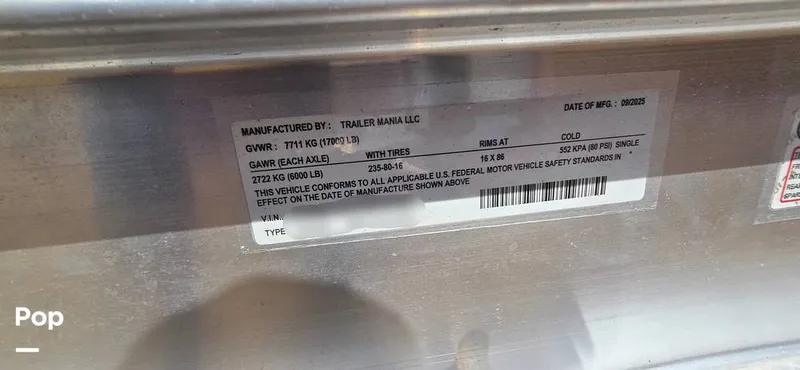 MANUFACTURED BY : TRAILER MANIA LLC DATE OF MFG. : 09/2025
GVWR : 7711 KG (17000 LB)
GAWR (EACH AXLE) WITH TIRES RIMS AT COLD
2722 KG (6000 LB) 235-80-16 16 X 86 552 KPA (80 PSI) SINGLE
THIS VEHICLE CONFORMS TO ALL APPLICABLE U.S. FEDERAL MOTOR VEHICLE SAFETY STANDARDS IN
EFFECT ON THE DATE OF MANUFACTURE SHOWN ABOVE
V.I.N.
TYPE
Pop